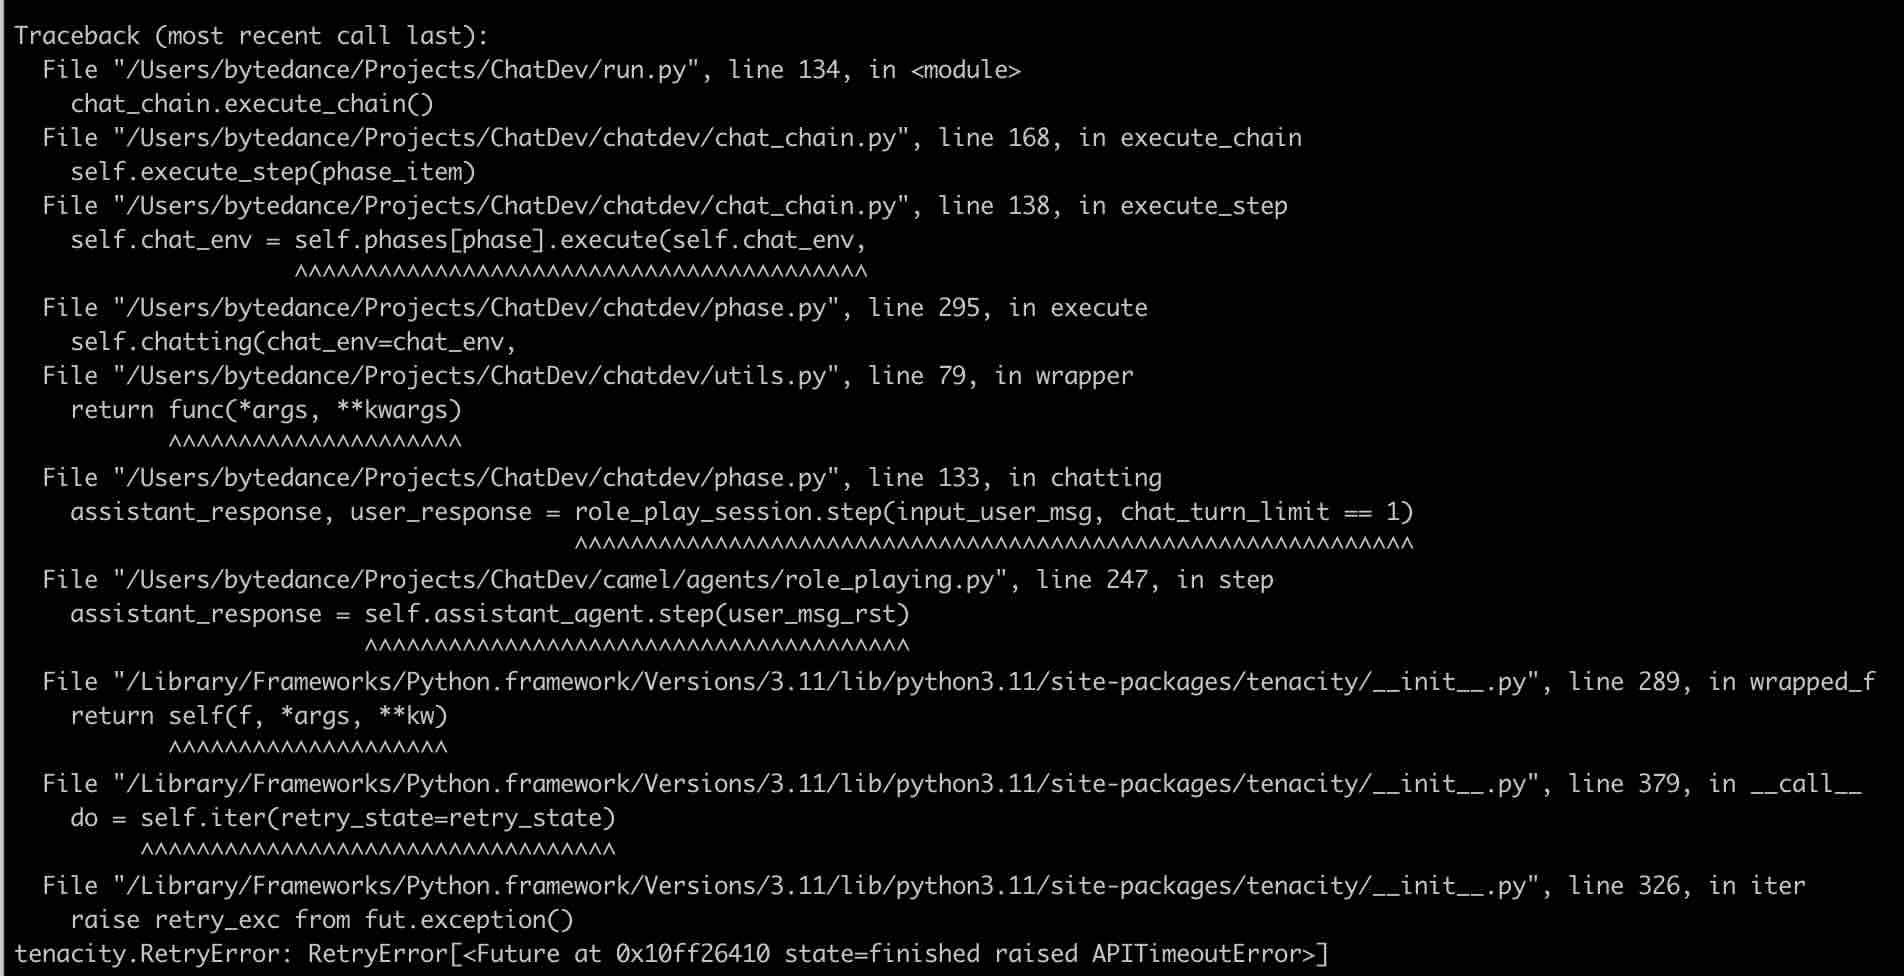 Traceback (most recent call last):
  File "/Users/bytedance/Projects/ChatDev/run.py", line 134, in <module>
    chat_chain.execute_chain()
  File "/Users/bytedance/Projects/ChatDev/chatdev/chat_chain.py", line 168, in execute_chain
    self.execute_step(phase_item)
  File "/Users/bytedance/Projects/ChatDev/chatdev/chat_chain.py", line 138, in execute_step
    self.chat_env = self.phases[phase].execute(self.chat_env,
                    ^^^^^^^^^^^^^^^^^^^^^^^^^^^^^^^^^^^^^^^^^
  File "/Users/bytedance/Projects/ChatDev/chatdev/phase.py", line 295, in execute
    self.chatting(chat_env=chat_env,
  File "/Users/bytedance/Projects/ChatDev/chatdev/utils.py", line 79, in wrapper
    return func(*args, **kwargs)
           ^^^^^^^^^^^^^^^^^^^^^
  File "/Users/bytedance/Projects/ChatDev/chatdev/phase.py", line 133, in chatting
    assistant_response, user_response = role_play_session.step(input_user_msg, chat_turn_limit == 1)
                                        ^^^^^^^^^^^^^^^^^^^^^^^^^^^^^^^^^^^^^^^^^^^^^^^^^^^^^^^^^^^^
  File "/Users/bytedance/Projects/ChatDev/camel/agents/role_playing.py", line 247, in step
    assistant_response = self.assistant_agent.step(user_msg_rst)
                         ^^^^^^^^^^^^^^^^^^^^^^^^^^^^^^^^^^^^^^^
  File "/Library/Frameworks/Python.framework/Versions/3.11/lib/python3.11/site-packages/tenacity/__init__.py", line 289, in wrapped_f
    return self(f, *args, **kw)
           ^^^^^^^^^^^^^^^^^^^^
  File "/Library/Frameworks/Python.framework/Versions/3.11/lib/python3.11/site-packages/tenacity/__init__.py", line 379, in __call__
    do = self.iter(retry_state=retry_state)
         ^^^^^^^^^^^^^^^^^^^^^^^^^^^^^^^^^^
  File "/Library/Frameworks/Python.framework/Versions/3.11/lib/python3.11/site-packages/tenacity/__init__.py", line 326, in iter
    raise retry_exc from fut.exception()
tenacity.RetryError: RetryError[<Future at 0x10ff26410 state=finished raised APITimeoutError>]